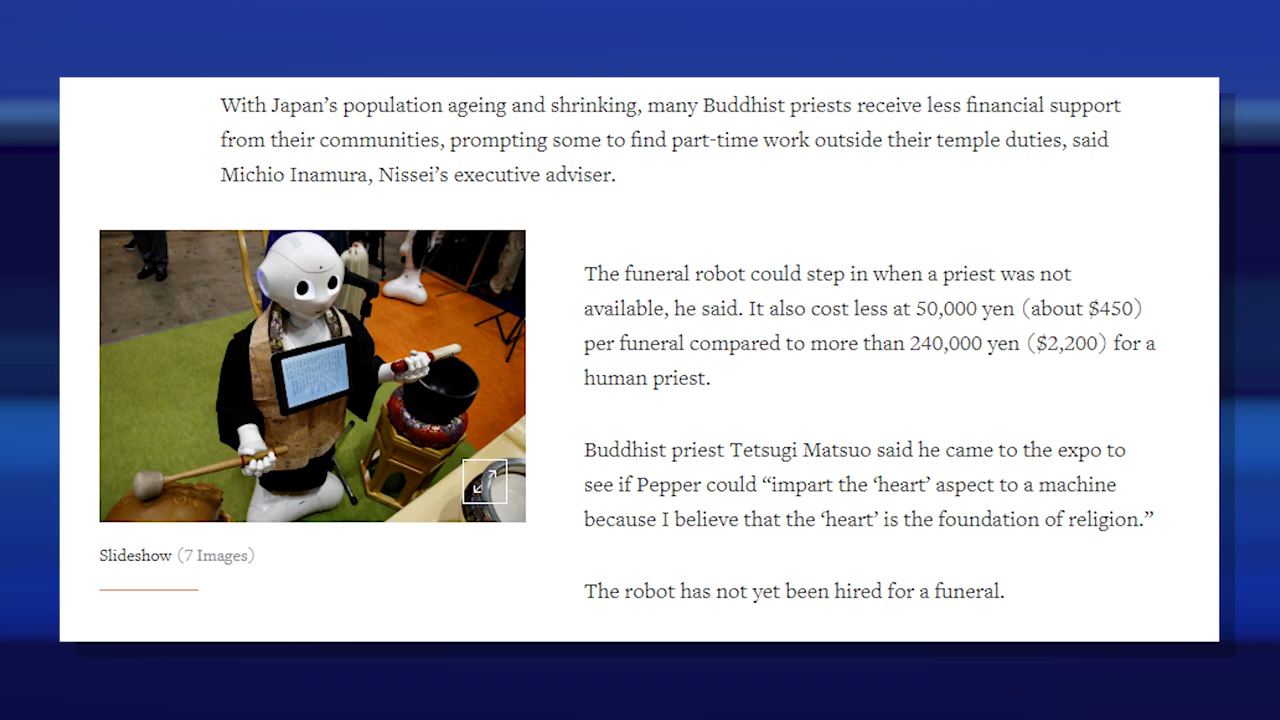 With Japan’s population ageing and shrinking, many Buddhist priests receive less financial support
from their communities, prompting some to find part-time work outside their temple duties, said
Michio Inamura, Nissei’s executive adviser.
The funeral robot could step in when a priest was not
available, he said. It also cost less at 50,000 yen (about $450)
per funeral compared to more than 240,000 yen ($2,200) for a
human priest.
Buddhist priest Tetsugi Matsuo said he came to the expo to
see if Pepper could “impart the ‘heart’ aspect to a machine
because I believe that the ‘heart’ is the foundation of religion.”
The robot has not yet been hired for a funeral.
Slideshow (7 Images)